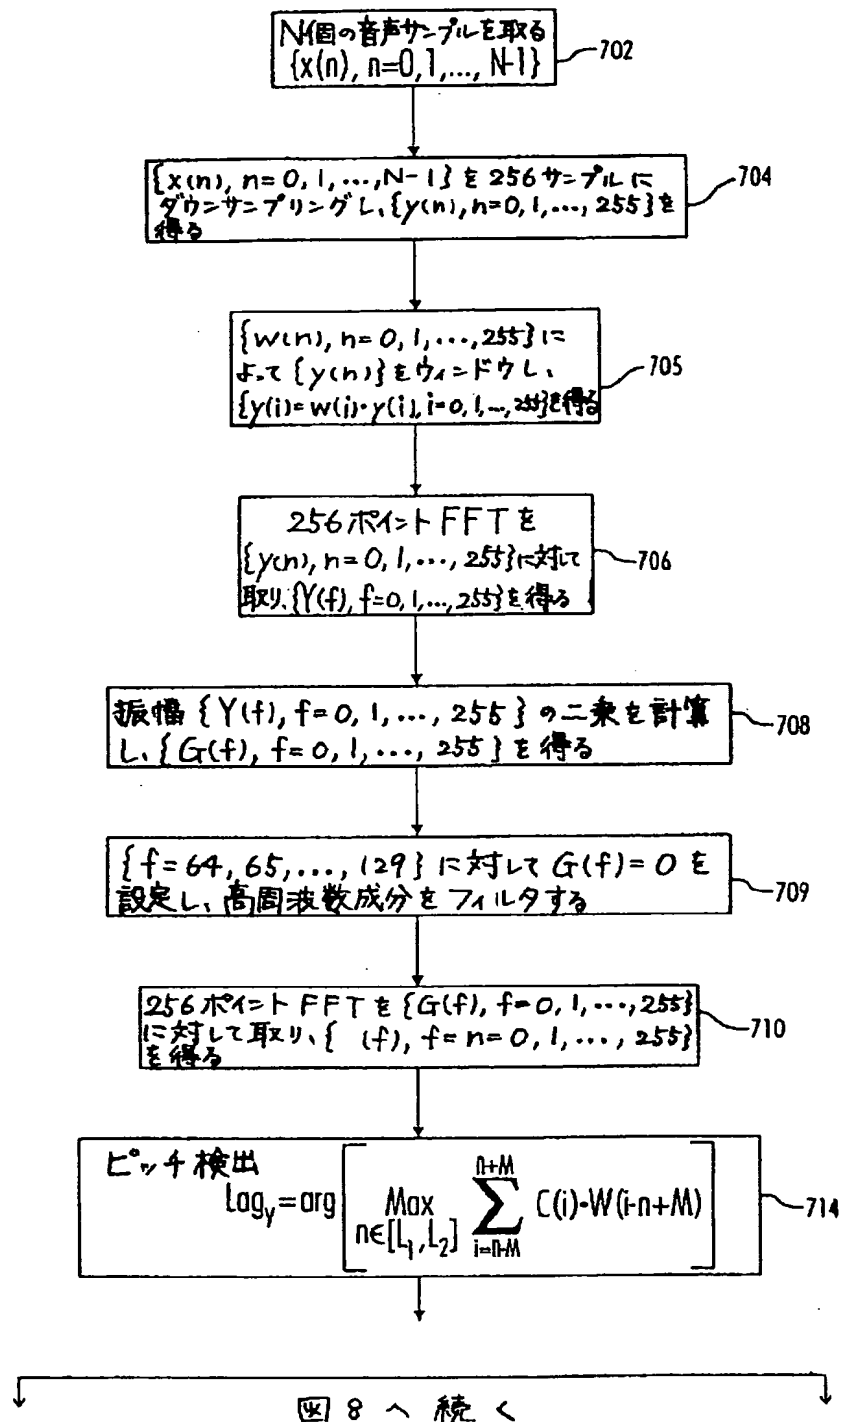 N個の音声サンプルを取る
{x(n), n=0,1,..., N-1}
702
{x(n), n=0,1,...,N-1}を256サンプルに
ダウンサンプリングし、{y(n),n=0,1,...,255}を
得る
704
{w(n), n=0,1,...,255}に
よって{y(n)}をウィンドウし、
{y(i)=w(i)・y(i), i=0,1,...,255}を得る
705
256ポイントFFTを
{y(n), n=0,1,...,255}に対して
取り、{Y(f), f=0,1,...,255}を得る
706
振幅{Y(f), f=0,1,...,255}の二乗を計算
し、{G(f), f=0,1,...,255}を得る
708
{f=64,65,...,129}に対してG(f)=0を
設定し、高周波数成分をフィルタする
709
256ポイントFFTを{G(f), f=0,1,...,255}
に対して取り、{ (f), f=n=0,1,...,255}
を得る
710
ピッチ検出
Lagy=arg[Max n∈[L1,L2] n+M Σ i=n-M C(i)・W(i-n+M)]
714
図8へ続く